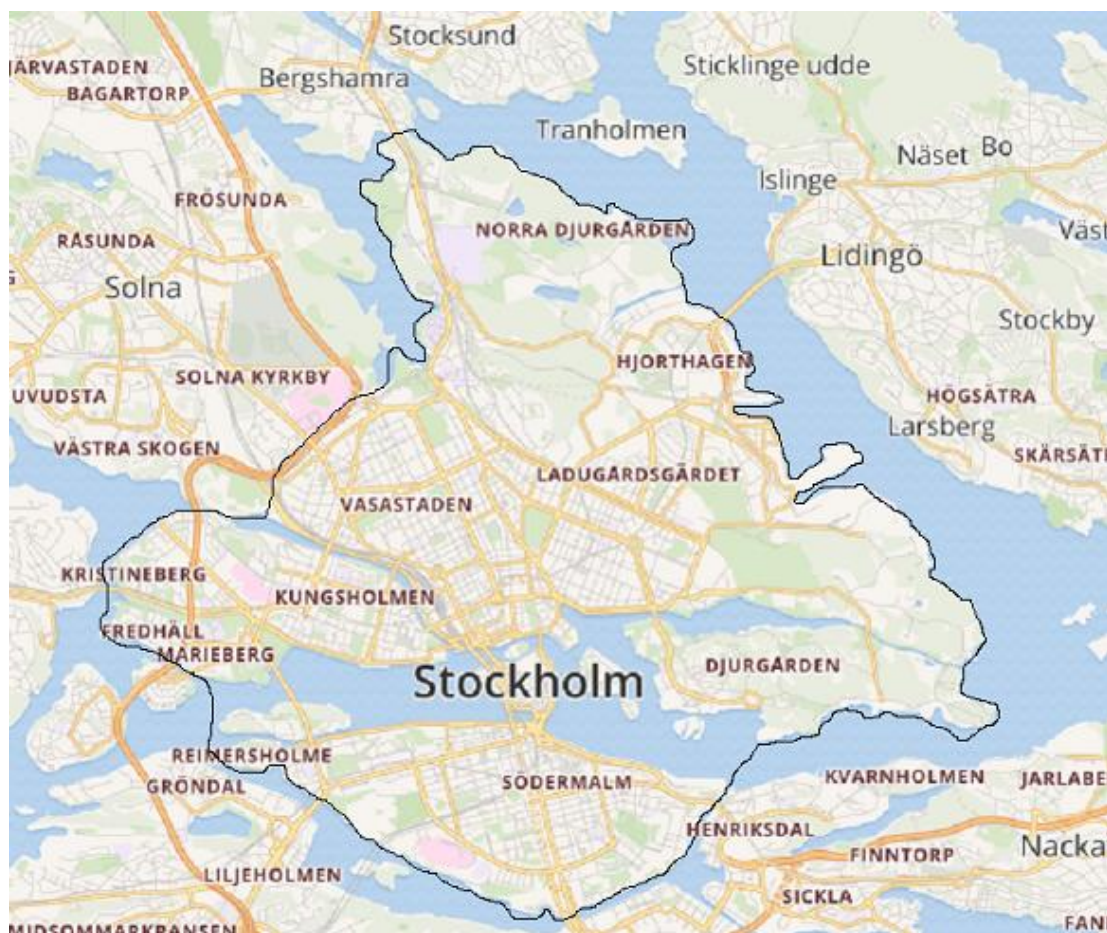 Stocksund
Sticklinge udde
JÄRVASTADEN
Bergshamra
BAGARTORP
Tranholmen
Näset
Bo
Islinge
FRÖSUNDA
RÅSUNDA
NORRA DJURGÅRDEN
Väst
Lidingö
Solna
Stockby
HJORTHAGEN
SOLNA KYRKBY
UVUDSTA
HÖGSÄTRA
Larsberg
VÄSTRA SKOGEN
SKÄRSÄT
LADUGÅRDSGÄRDET
VASASTADEN
KRISTINEBERG
KUNGSHOLMEN
FREDHÄLL
MARIEBERG
DJURGÅRDEN
Stockholm
REIMERSHOLME
GRÖNDAL
SÖDERMALM
KVARNHOLMEN
JARLABE
HENRIKSDAL
FINNTORP
Nacka
LILJEHOLMEN
SICKLA
MIDSOMMARKRANSEN
FAN